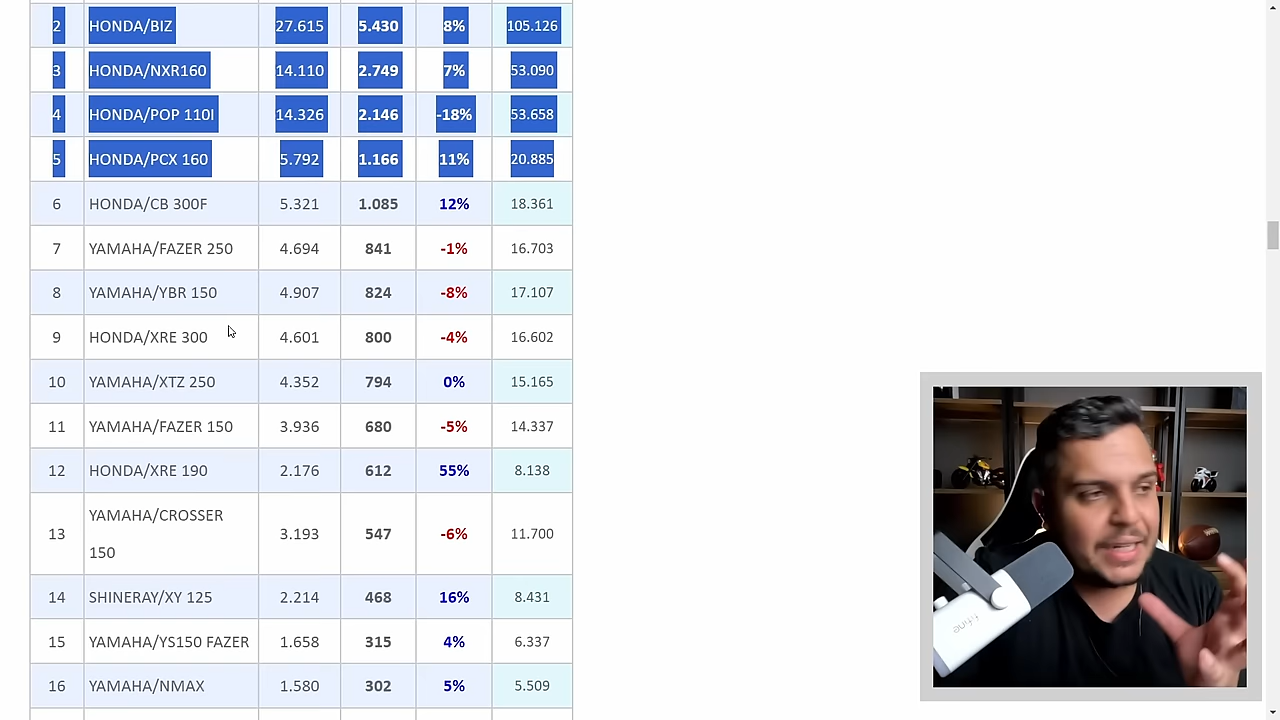 2 HONDA/BIZ 27.615 5.430 8% 105.126
3 HONDA/NXR160 14.110 2.749 7% 53.090
4 HONDA/POP 110I 14.326 2.146 -18% 53.658
5 HONDA/PCX 160 5.792 1.166 11% 20.885
6 HONDA/CB 300F 5.321 1.085 12% 18.361
7 YAMAHA/FAZER 250 4.694 841 -1% 16.703
8 YAMAHA/YBR 150 4.907 824 -8% 17.107
9 HONDA/XRE 300 4.601 800 -4% 16.602
10 YAMAHA/XTZ 250 4.352 794 0% 15.165
11 YAMAHA/FAZER 150 3.936 680 -5% 14.337
12 HONDA/XRE 190 2.176 612 55% 8.138
13 YAMAHA/CROSSER
150 3.193 547 -6% 11.700
14 SHINERAY/XY 125 2.214 468 16% 8.431
15 YAMAHA/YS150 FAZER 1.658 315 4% 6.337
16 YAMAHA/NMAX 1.580 302 5% 5.509
fifine